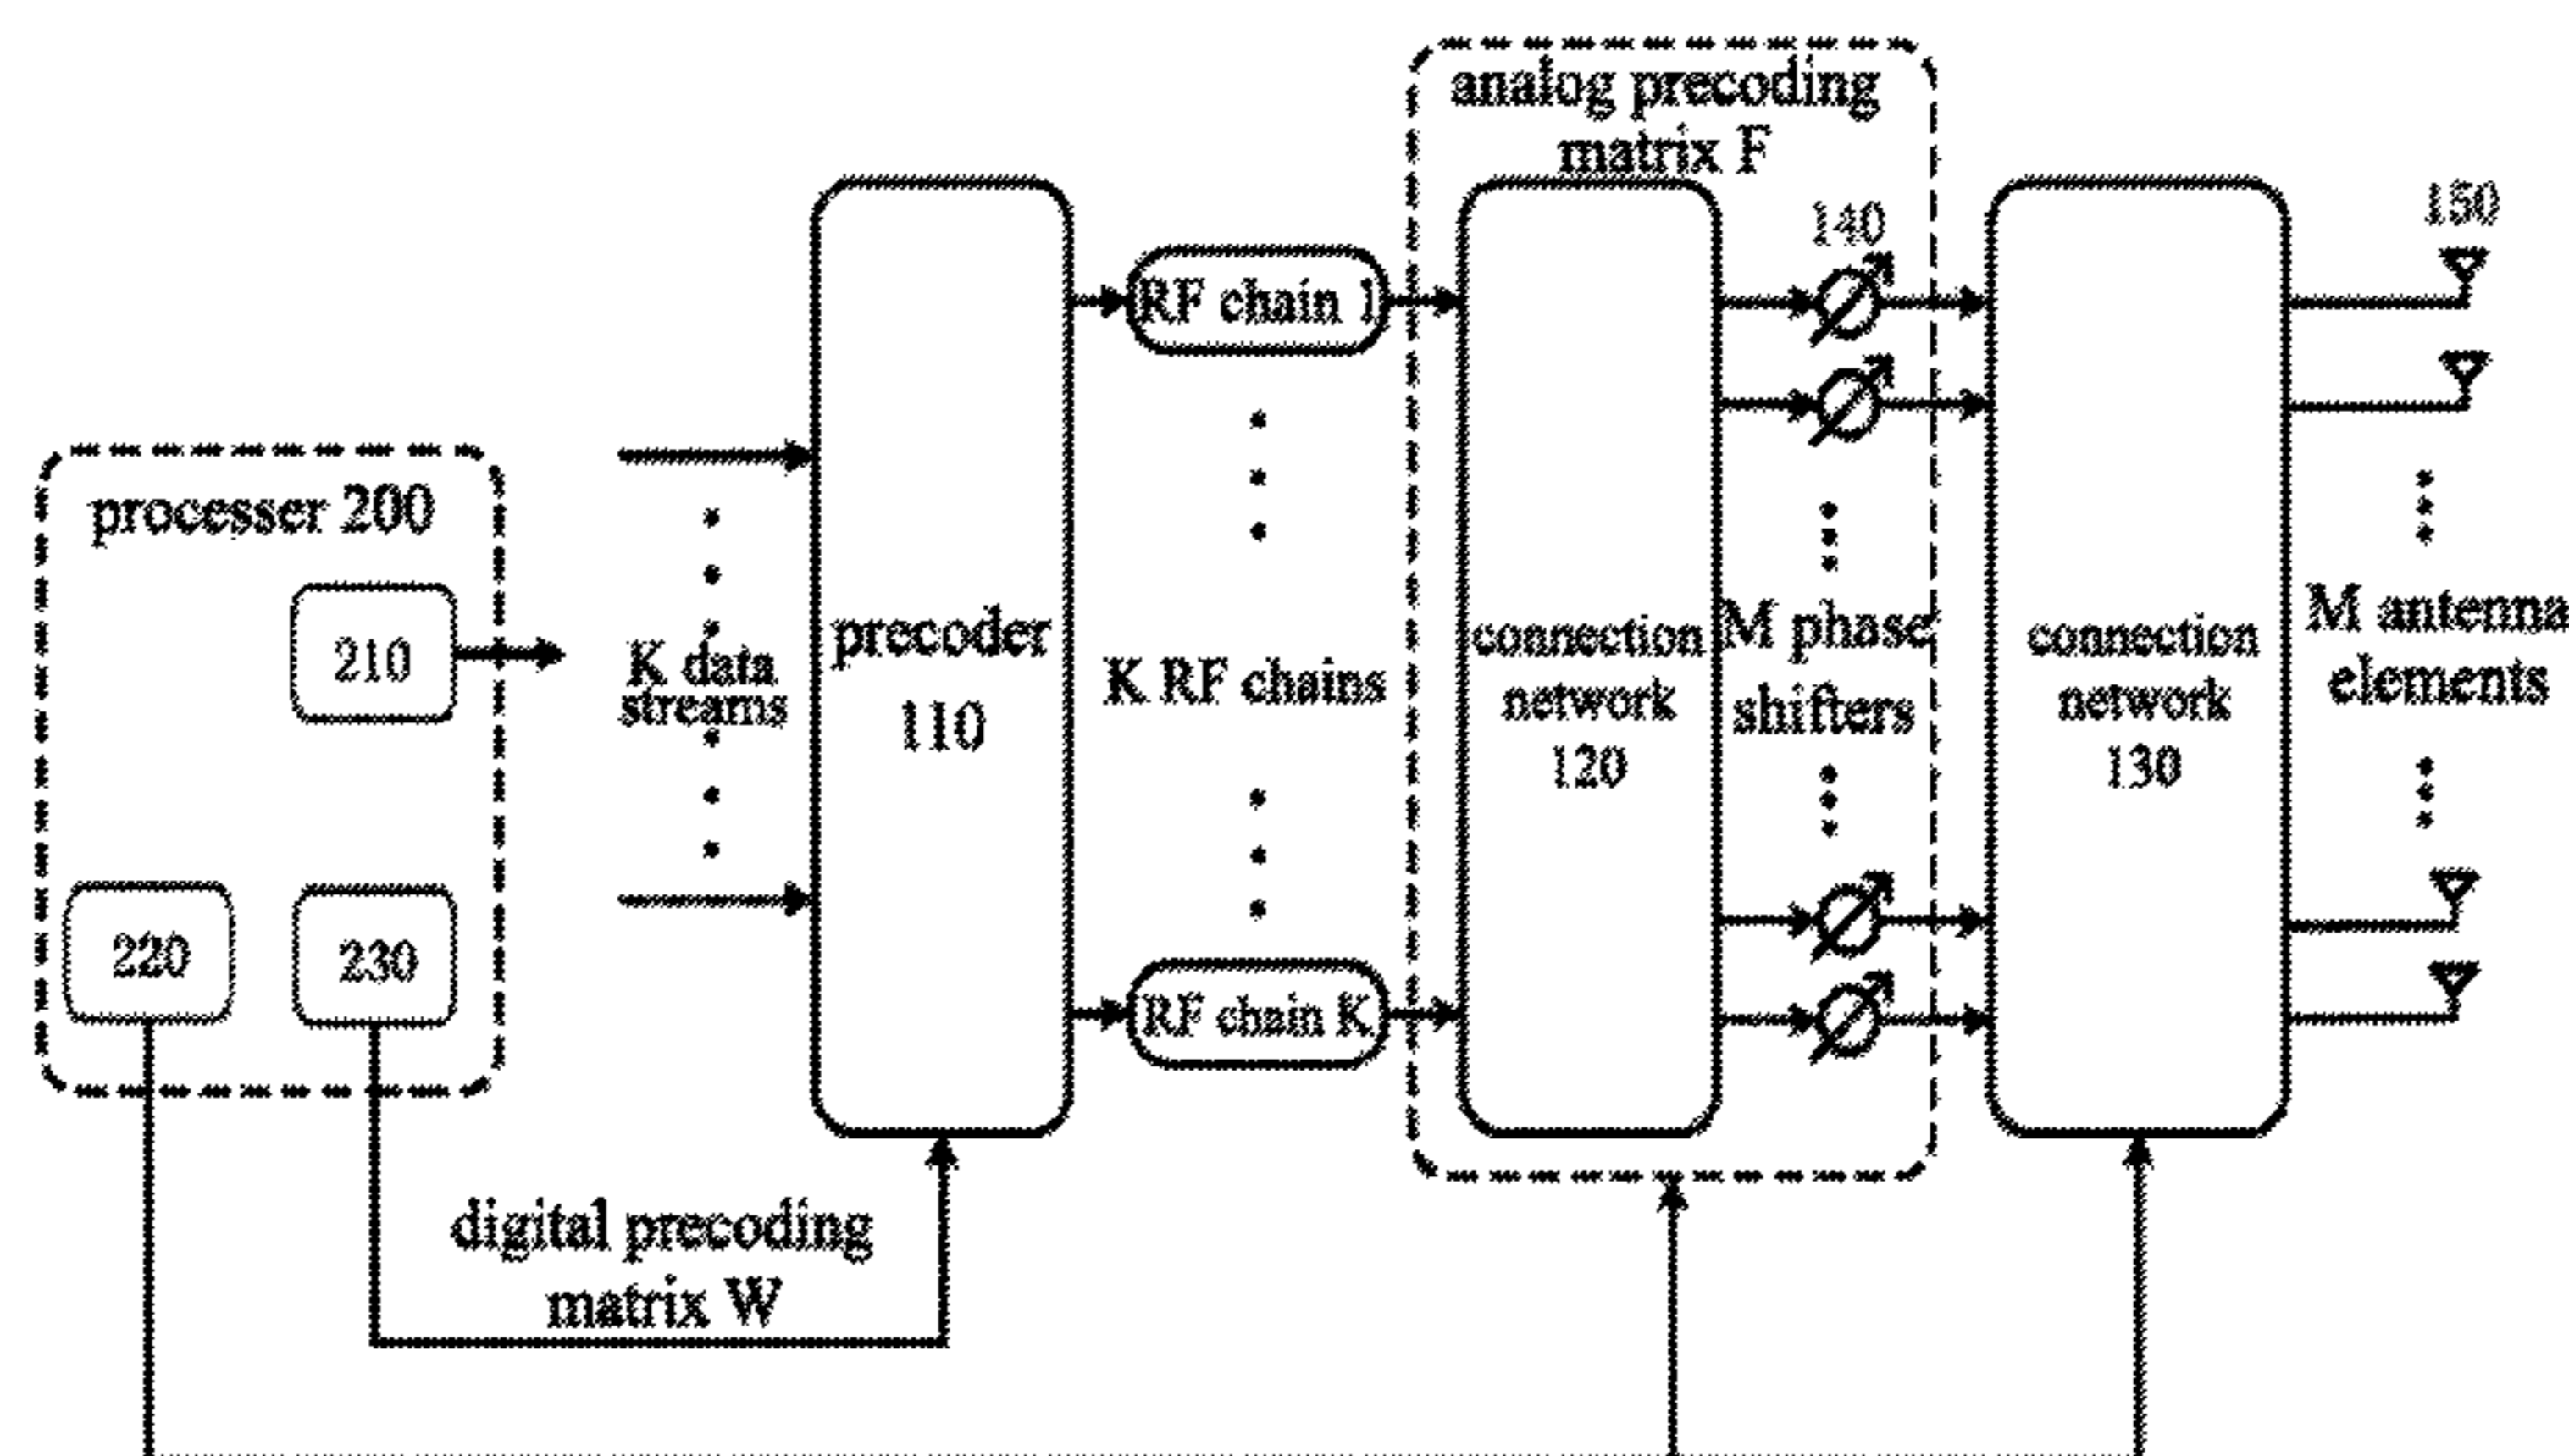 analog precoding
matrix F
140
150
RF chain 1
processer 200
210
K data
streams
precoder
110
K RF chains
connection
network
120
M phase
shifters
connection
network
130
M antenna
elements
220
230
RF chain K
digital precoding
matrix W